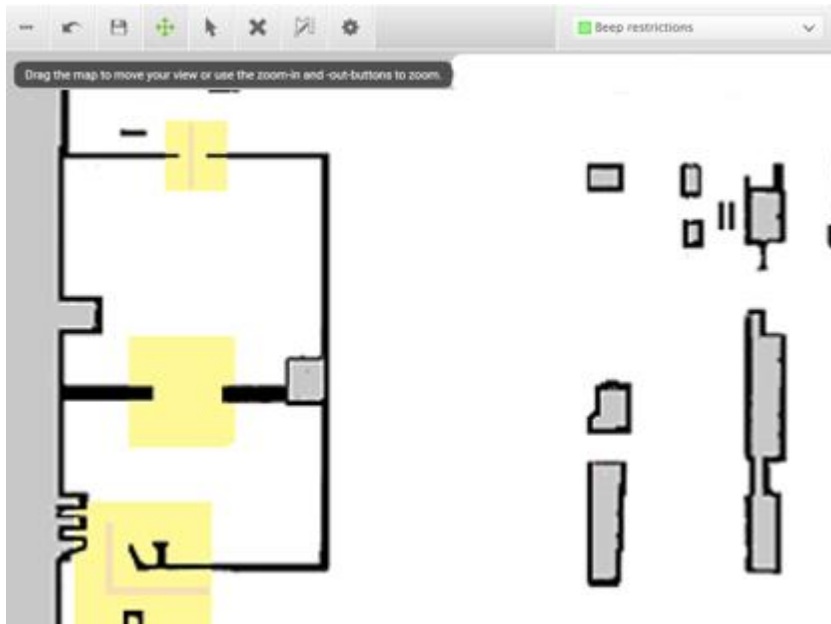 Beep restrictions
Drag the map to move your view or use the zoom-in and -out-buttons to zoom.